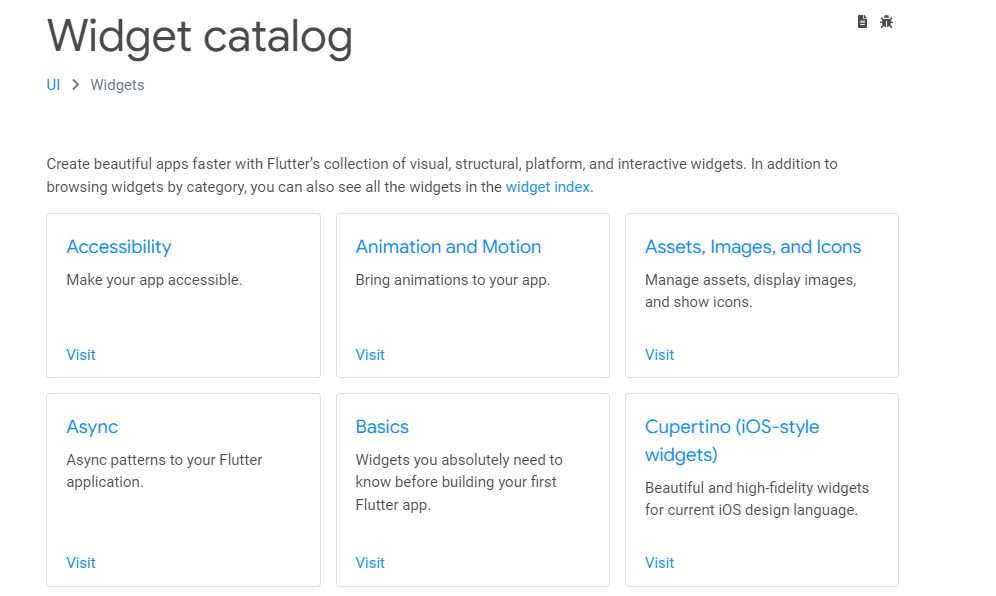 Widget catalog
UI > Widgets
Create beautiful apps faster with Flutter’s collection of visual, structural, platform, and interactive widgets. In addition to
browsing widgets by category, you can also see all the widgets in the widget index.
Accessibility
Make your app accessible.
Visit
Animation and Motion
Bring animations to your app.
Visit
Assets, Images, and Icons
Manage assets, display images,
and show icons.
Visit
Async
Async patterns to your Flutter
application.
Visit
Basics
Widgets you absolutely need to
know before building your first
Flutter app.
Visit
Cupertino (iOS-style
widgets)
Beautiful and high-fidelity widgets
for current iOS design language.
Visit